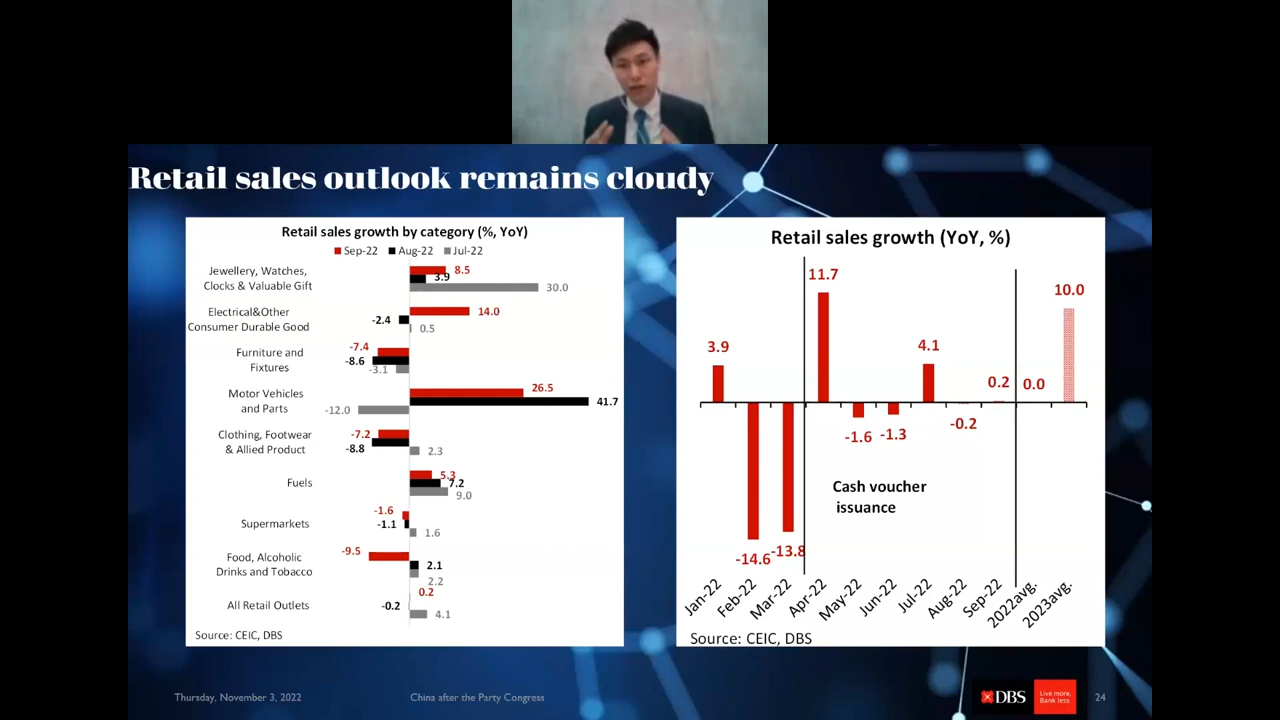 Retail sales outlook remains cloudy
Retail sales growth by category (%, YoY)
Sep-22 Aug-22 Jul-22
Jewellery, Watches,
Clocks & Valuable Gift
8.5
3.9
30.0
Electrical&Other
Consumer Durable Good
14.0
-2.4
0.5
Furniture and
Fixtures
-7.4
-8.6
-3.1
Motor Vehicles
and Parts
26.5
41.7
-12.0
Clothing, Footwear
& Allied Product
-7.2
-8.8
2.3
Fuels
5.3
7.2
9.0
Supermarkets
-1.6
-1.1
1.6
Food, Alcoholic
Drinks and Tobacco
-9.5
2.1
2.2
All Retail Outlets
0.2
-0.2
4.1
Source: CEIC, DBS
Retail sales growth (YoY, %)
3.9
-14.6
-13.8
11.7
-1.6
-1.3
4.1
-0.2
0.2
0.0
10.0
Cash voucher
issuance
Jan-22
Feb-22
Mar-22
Apr-22
May-22
Jun-22
Jul-22
Aug-22
Sep-22
2022avg.
2023avg.
Source: CEIC, DBS
Thursday, November 3, 2022
China after the Party Congress
DBS
Live more,
Bank less
24